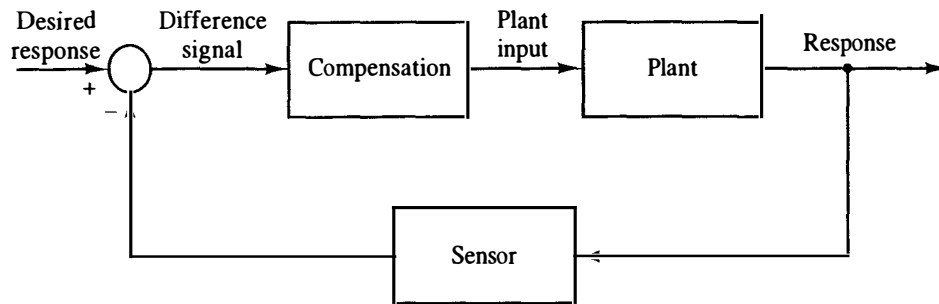 Desired
response
+
−
Difference
signal
Compensation
Plant
input
Plant
Response
Sensor